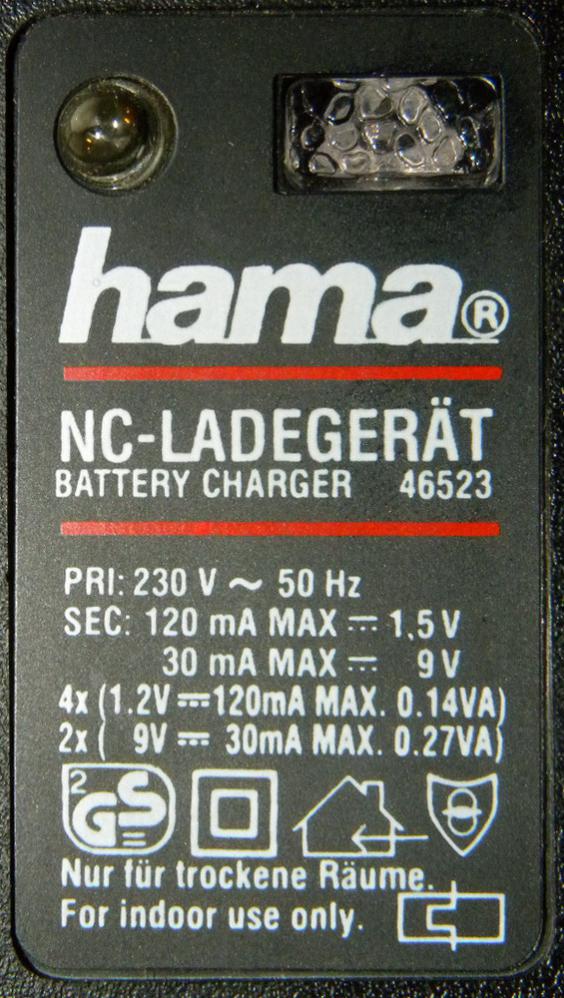 hama®
NC-LADEGERÄT
BATTERY CHARGER 46523
PRI: 230 V ~ 50 Hz
SEC: 120 mA MAX ⎓ 1,5 V
30 mA MAX ⎓ 9 V
4x (1.2V ⎓ 120mA MAX. 0.14VA)
2x ( 9V ⎓ 30mA MAX. 0.27VA)
2 GS
Nur für trockene Räume.
For indoor use only.